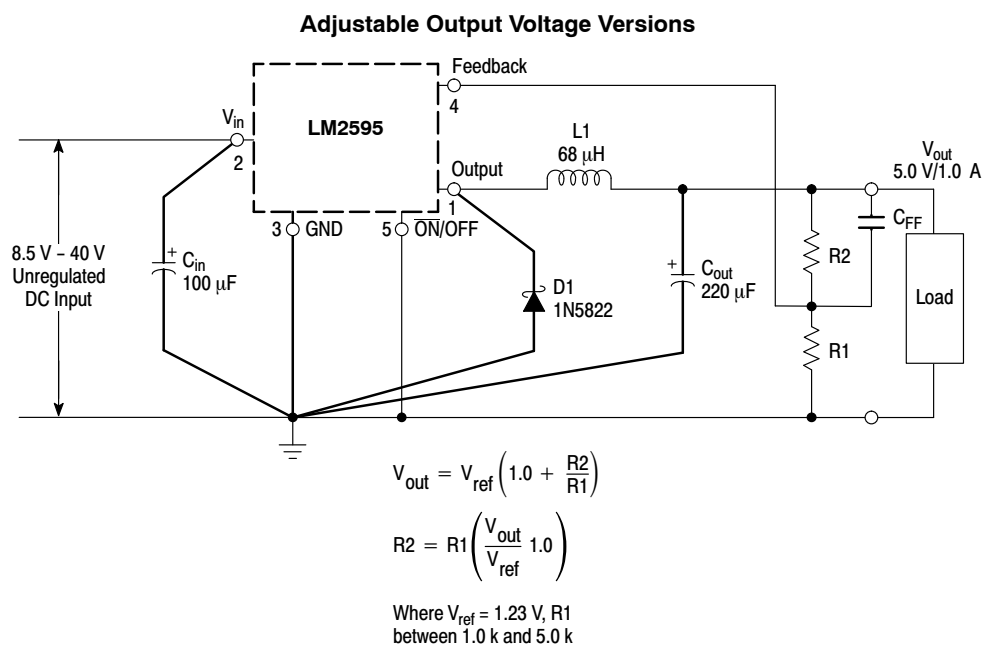 Adjustable Output Voltage Versions
Feedback
4
LM2595
Vin
2
Output
1
L1
68 μH
Vout
5.0 V/1.0 A
3 GND
5 ON/OFF
8.5 V – 40 V
Unregulated
DC Input
+
Cin
100 μF
D1
1N5822
+
Cout
220 μF
CFF
R2
R1
Load
Vout = Vref (1.0 + R2/R1)
R2 = R1 (Vout/Vref 1.0)
Where Vref = 1.23 V, R1
between 1.0 k and 5.0 k